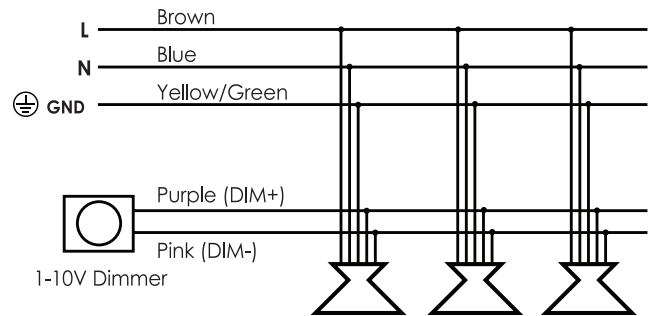 L Brown
N Blue
GND Yellow/Green
Purple (DIM+)
Pink (DIM-)
1-10V Dimmer